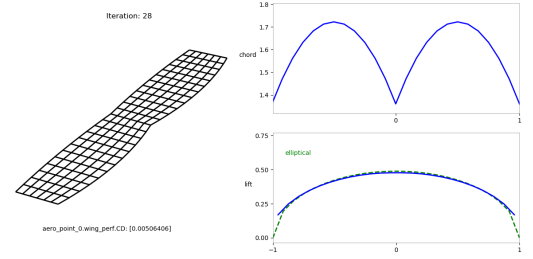 Iteration: 28
aero_point_0.wing_perf.CD: [0.00506406]
chord
1.8
1.7
1.6
1.5
1.4
0
1
elliptical
lift
0.75
0.50
0.25
0.00
−1
0
1